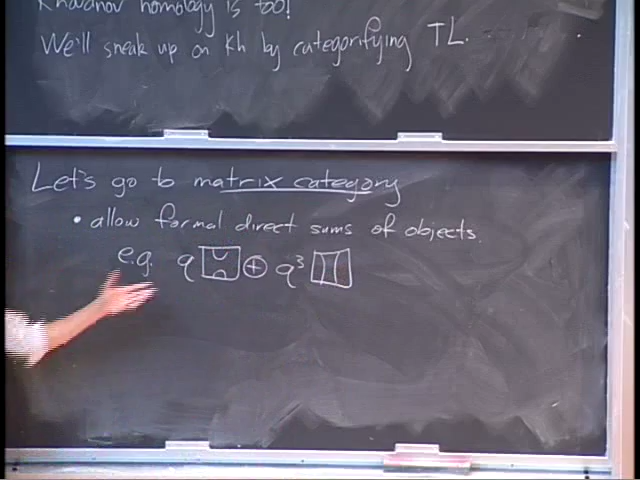 Khovanov homology is too!
We'll sneak up on Kh by categorifying TL.
Let's go to matrix category
• allow formal direct sums of objects.
e.g. q ⊕ q³